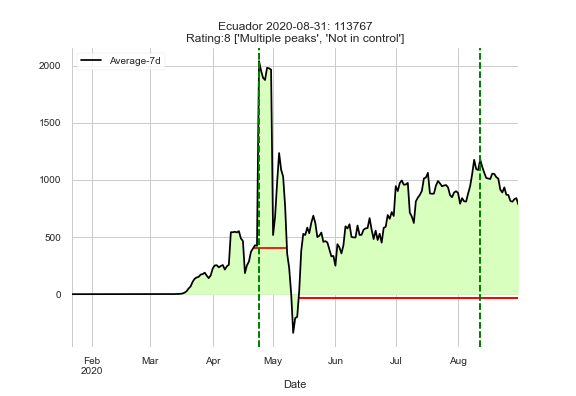 Ecuador 2020-08-31: 113767
Rating:8 ['Multiple peaks', 'Not in control']
Average-7d
2000
1500
1000
500
0
Feb
2020
Mar
Apr
May
Jun
Jul
Aug
Date